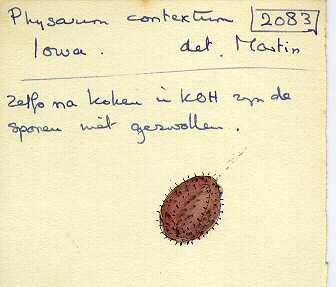 Physarum contextum 2083
Iowa. det. Martin
Zelfs na koken in KOH zijn de
sporen niet gezwollen.